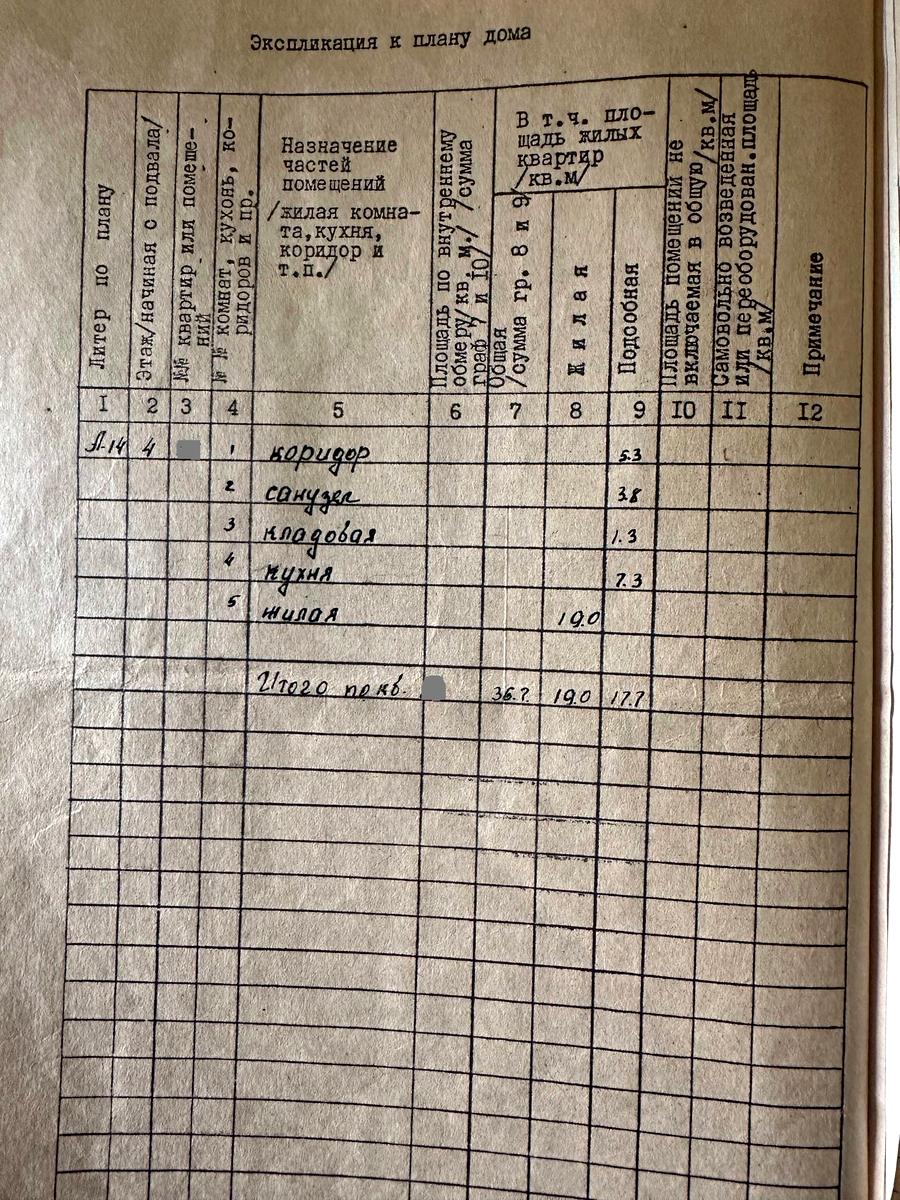 Экспликация к плану дома
Литер по плану
Этаж/начиная с подвала/
№№ квартир или помеще-
ний
№ № комнат, кухонь, ко-
ридоров и пр.
Назначение
частей
помещений
/жилая комна-
та,кухня,
коридор и
т.п./
Площадь по внутреннему
обмеру/кв. м./ /сумма
граф 7 и IO/
В т.ч. пло-
щадь жилых
квартир
/кв.м/
Общая
/сумма гр. 8 и 9/
Жилая
Подсобная
Площадь помещений не
включаемая в общую/кв.м/
Самовольно возведенная
или переоборудован.площадь
/кв.м/
Примечание
I 2 3 4 5 6 7 8 9 IO II I2
А-14 4 1 коридор 5.3
2 санузел 3.8
3 кладовая 1.3
4 кухня 7.3
5 жилая 19.0
Итого по кв. 36.7 19.0 17.7